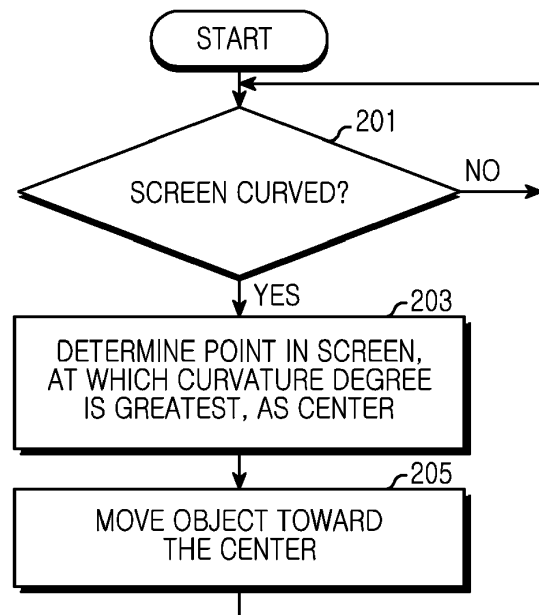 START
201
SCREEN CURVED?
NO
YES
203
DETERMINE POINT IN SCREEN,
AT WHICH CURVATURE DEGREE
IS GREATEST, AS CENTER
205
MOVE OBJECT TOWARD
THE CENTER